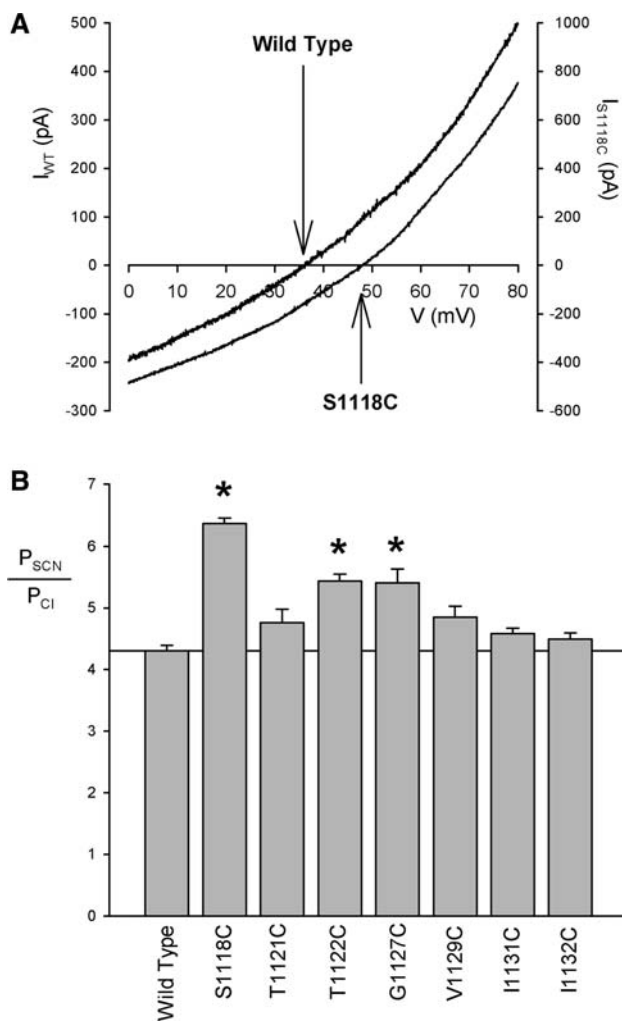 A
Wild Type
I_WT (pA)
500
400
300
200
100
0
-100
-200
-300
I_S1118C (pA)
1000
800
600
400
200
0
-200
-400
-600
0 10 20 30 40 50 60 70 80
V (mV)
S1118C
B
P_SCN
P_Cl
7
6
5
4
3
2
1
0
* * *
Wild Type
S1118C
T1121C
T1122C
G1127C
V1129C
I1131C
I1132C